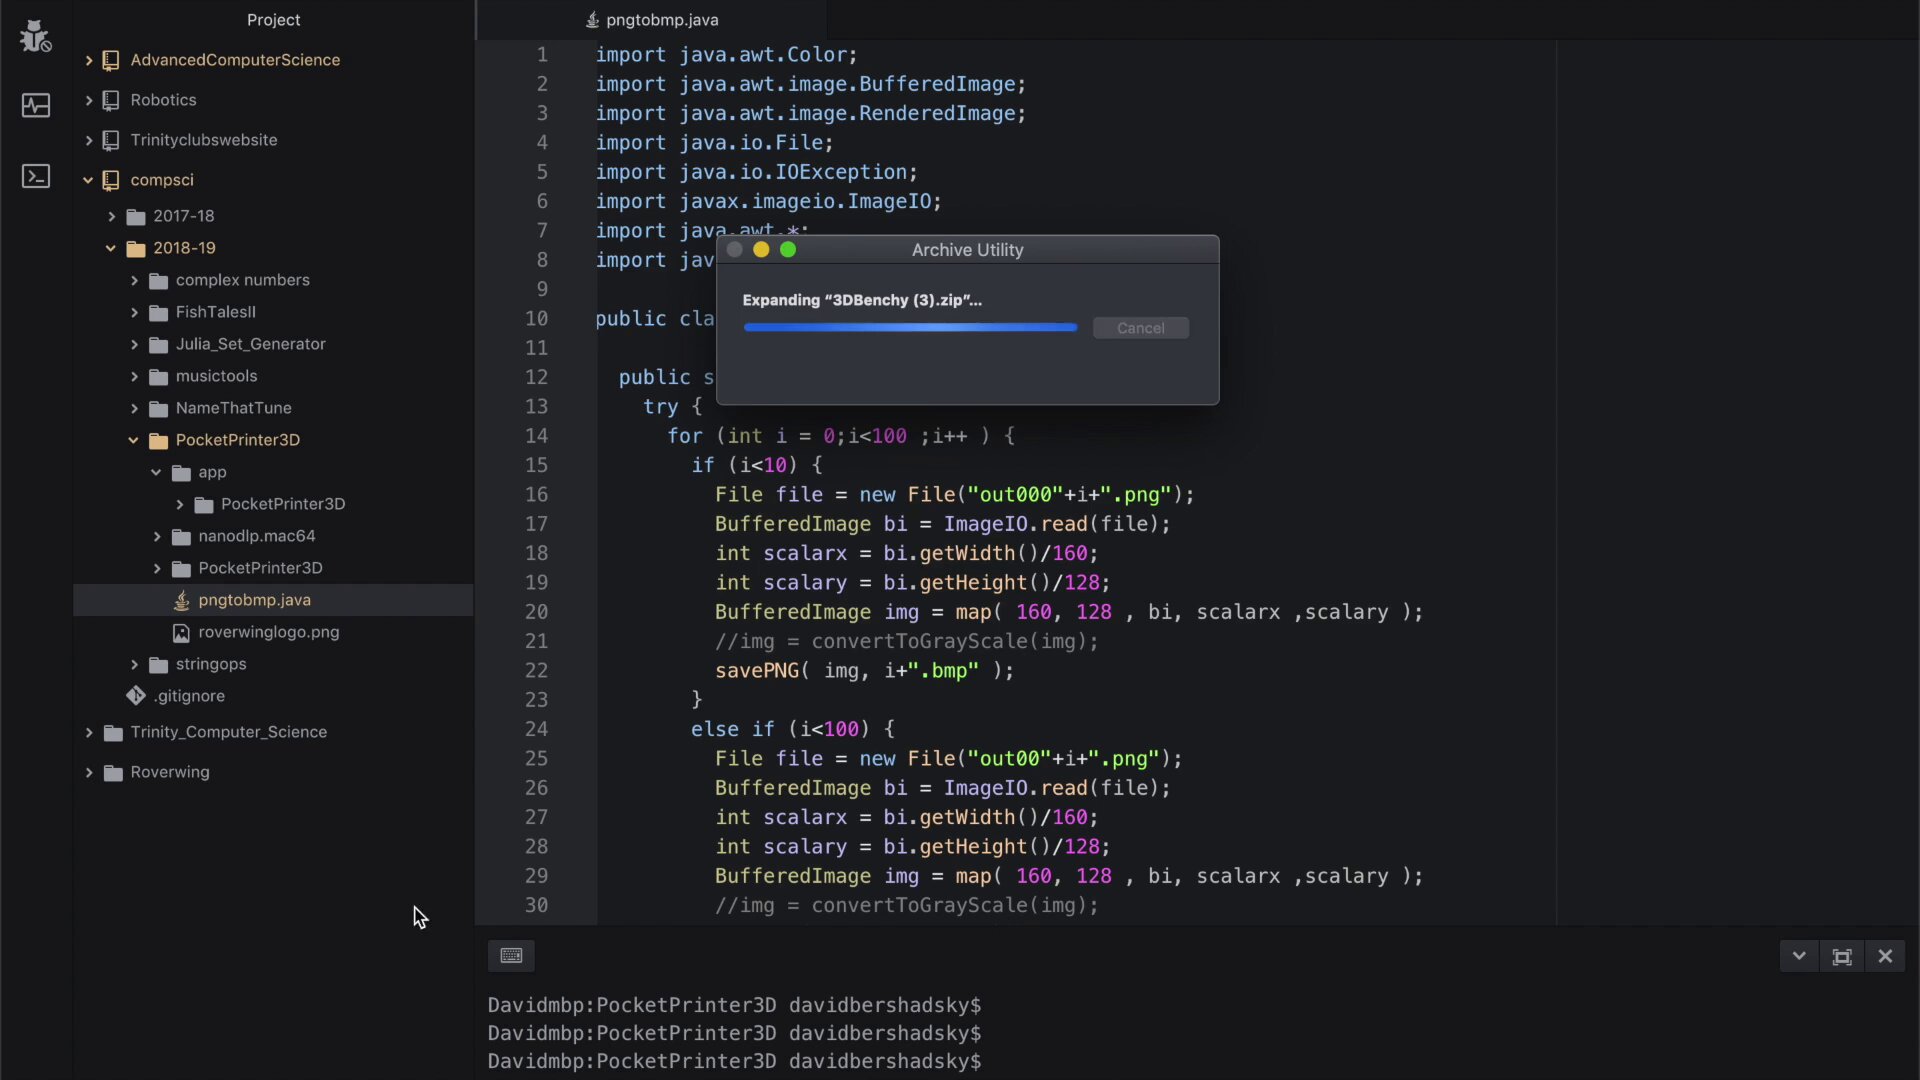 Project
AdvancedComputerScience
Robotics
Trinityclubswebsite
compsci
2017-18
2018-19
complex numbers
FishTalesII
Julia_Set_Generator
musictools
NameThatTune
PocketPrinter3D
app
PocketPrinter3D
nanodlp.mac64
PocketPrinter3D
pngtobmp.java
roverwinglogo.png
stringops
.gitignore
Trinity_Computer_Science
Roverwing
pngtobmp.java
1 import java.awt.Color;
2 import java.awt.image.BufferedImage;
3 import java.awt.image.RenderedImage;
4 import java.io.File;
5 import java.io.IOException;
6 import javax.imageio.ImageIO;
7 import java.awt.*;
8 import jav
9
10 public cla
11
12 public s
13 try {
14 for (int i = 0;i<100 ;i++ ) {
15 if (i<10) {
16 File file = new File("out000"+i+".png");
17 BufferedImage bi = ImageIO.read(file);
18 int scalarx = bi.getWidth()/160;
19 int scalary = bi.getHeight()/128;
20 BufferedImage img = map( 160, 128 , bi, scalarx ,scalary );
21 //img = convertToGrayScale(img);
22 savePNG( img, i+".bmp" );
23 }
24 else if (i<100) {
25 File file = new File("out00"+i+".png");
26 BufferedImage bi = ImageIO.read(file);
27 int scalarx = bi.getWidth()/160;
28 int scalary = bi.getHeight()/128;
29 BufferedImage img = map( 160, 128 , bi, scalarx ,scalary );
30 //img = convertToGrayScale(img);
Archive Utility
Expanding “3DBenchy (3).zip”...
Cancel
Davidmbp:PocketPrinter3D davidbershadsky$
Davidmbp:PocketPrinter3D davidbershadsky$
Davidmbp:PocketPrinter3D davidbershadsky$